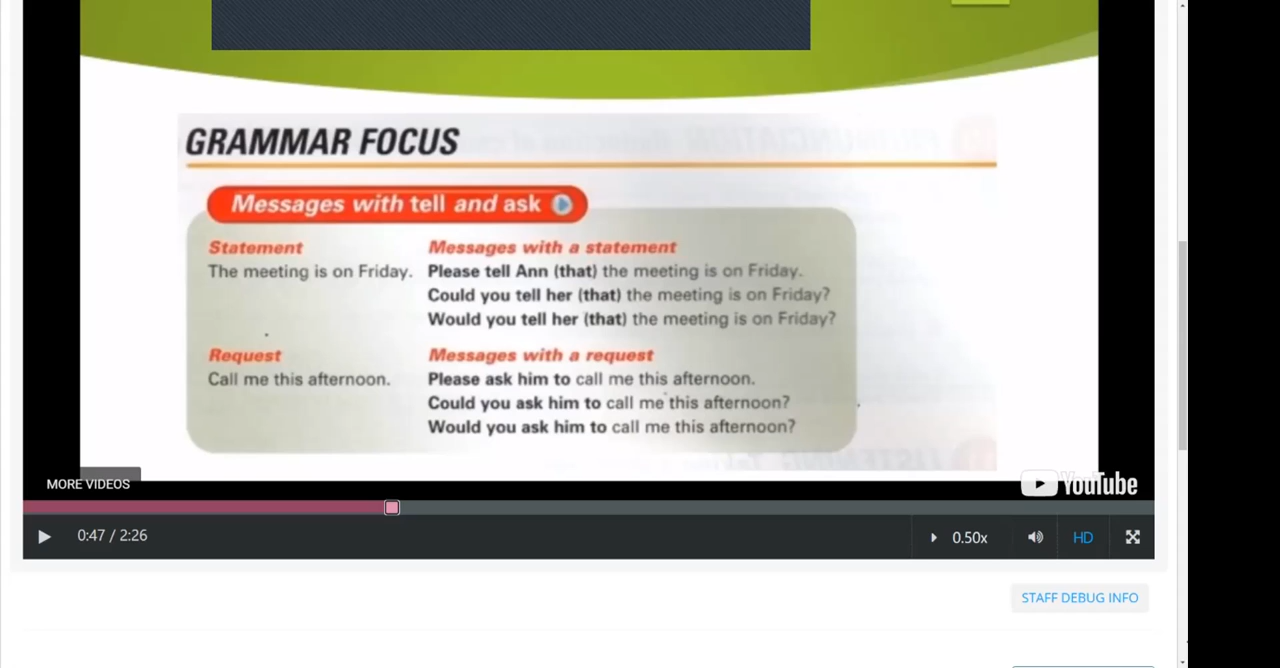 GRAMMAR FOCUS
Messages with tell and ask
Statement
Messages with a statement
The meeting is on Friday.
Please tell Ann (that) the meeting is on Friday.
Could you tell her (that) the meeting is on Friday?
Would you tell her (that) the meeting is on Friday?
Request
Messages with a request
Call me this afternoon.
Please ask him to call me this afternoon.
Could you ask him to call me this afternoon?
Would you ask him to call me this afternoon?
MORE VIDEOS
YouTube
0:47 / 2:26
0.50x
HD
STAFF DEBUG INFO